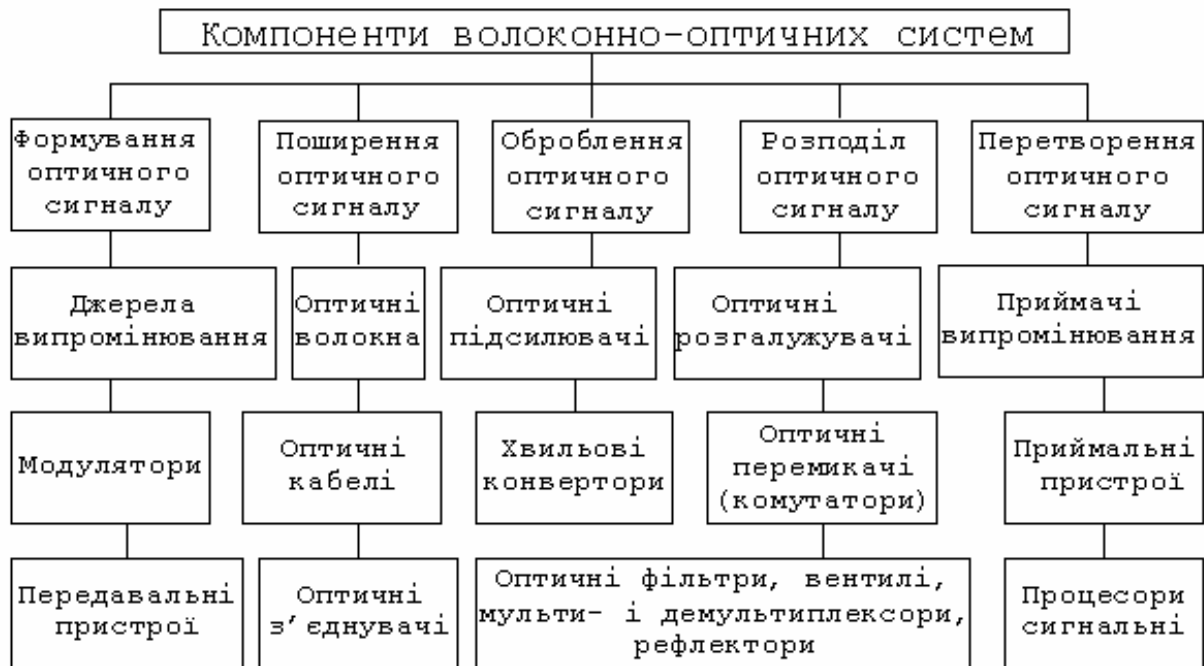 Компоненти волоконно-оптичних систем
Формування
оптичного
сигналу
Поширення
оптичного
сигналу
Оброблення
оптичного
сигналу
Розподіл
оптичного
сигналу
Перетворення
оптичного
сигналу
Джерела
випромінювання
Оптичні
волокна
Оптичні
підсилювачі
Оптичні
розгалужувачі
Приймачі
випромінювання
Модулятори
Оптичні
кабелі
Хвильові
конвертори
Оптичні
перемикачі
(комутатори)
Приймальні
пристрої
Передавальні
пристрої
Оптичні
з'єднувачі
Оптичні фільтри, вентилі,
мульти- і демультиплексори,
рефлектори
Процесори
сигнальні